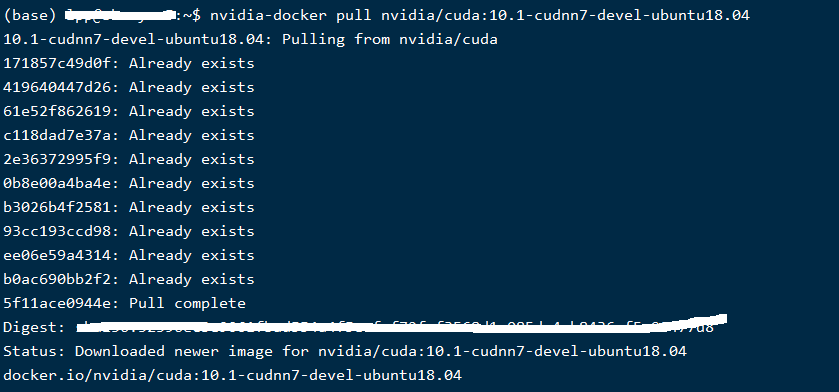 (base) :~$ nvidia-docker pull nvidia/cuda:10.1-cudnn7-devel-ubuntu18.04
10.1-cudnn7-devel-ubuntu18.04: Pulling from nvidia/cuda
171857c49d0f: Already exists
419640447d26: Already exists
61e52f862619: Already exists
c118dad7e37a: Already exists
2e36372995f9: Already exists
0b8e00a4ba4e: Already exists
b3026b4f2581: Already exists
93cc193ccd98: Already exists
ee06e59a4314: Already exists
b0ac690bb2f2: Already exists
5f11ace0944e: Pull complete
Digest:
Status: Downloaded newer image for nvidia/cuda:10.1-cudnn7-devel-ubuntu18.04
docker.io/nvidia/cuda:10.1-cudnn7-devel-ubuntu18.04